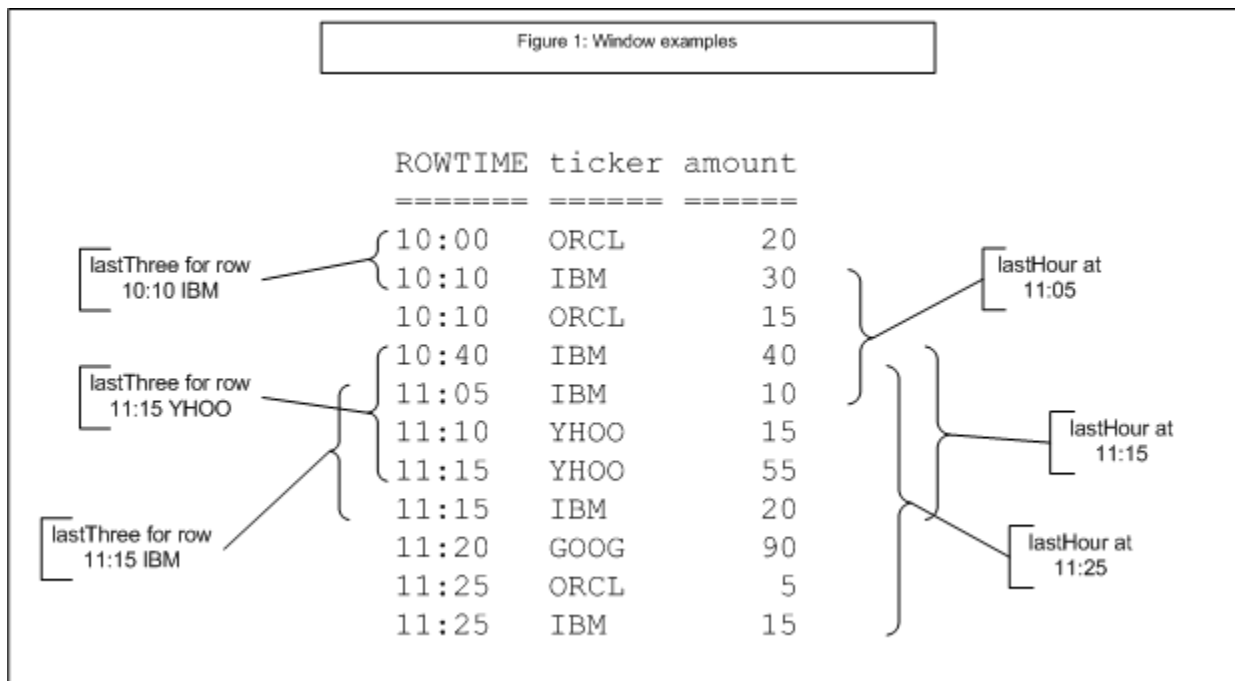 Figure 1: Window examples
ROWTIME ticker amount
======= ====== ======
10:00 ORCL 20
10:10 IBM 30
10:10 ORCL 15
10:40 IBM 40
11:05 IBM 10
11:10 YHOO 15
11:15 YHOO 55
11:15 IBM 20
11:20 GOOG 90
11:25 ORCL 5
11:25 IBM 15
lastThree for row
10:10 IBM
lastThree for row
11:15 YHOO
lastThree for row
11:15 IBM
lastHour at
11:05
lastHour at
11:15
lastHour at
11:25